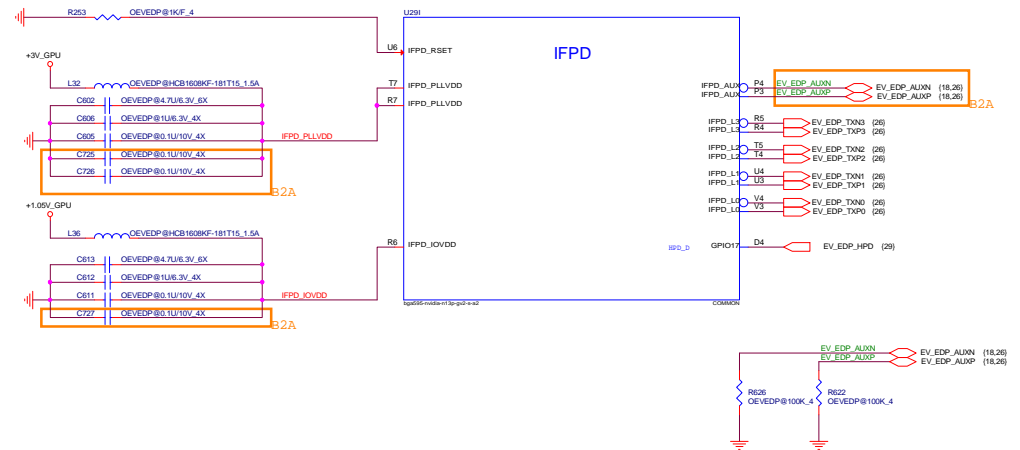 R253 OEVEDP@1K/F_4
U29I
IFPD
+3V_GPU
U6 IFPD_RSET
L32 OEVEDP@HCB1608KF-181T15_1.5A
T7 IFPD_PLLVDD
R7 IFPD_PLLVDD
C602 OEVEDP@4.7U/6.3V_6X
C606 OEVEDP@1U/6.3V_4X
C605 OEVEDP@0.1U/10V_4X
IFPD_PLLVDD
C725 OEVEDP@0.1U/10V_4X
C726 OEVEDP@0.1U/10V_4X
B2A
+1.05V_GPU
L36 OEVEDP@HCB1608KF-181T15_1.5A
R6 IFPD_IOVDD
C613 OEVEDP@4.7U/6.3V_6X
C612 OEVEDP@1U/6.3V_4X
C611 OEVEDP@0.1U/10V_4X
IFPD_IOVDD
C727 OEVEDP@0.1U/10V_4X
B2A
IFPD_AUX P4 EV_EDP_AUXN EV_EDP_AUXN (18,26)
IFPD_AUX P3 EV_EDP_AUXP EV_EDP_AUXP (18,26)
B2A
IFPD_L3 R5 EV_EDP_TXN3 (26)
IFPD_L3 R4 EV_EDP_TXP3 (26)
IFPD_L2 T5 EV_EDP_TXN2 (26)
IFPD_L2 T4 EV_EDP_TXP2 (26)
IFPD_L1 U4 EV_EDP_TXN1 (26)
IFPD_L1 U3 EV_EDP_TXP1 (26)
IFPD_L0 V4 EV_EDP_TXN0 (26)
IFPD_L0 V3 EV_EDP_TXP0 (26)
HPD_D GPIO17 D4 EV_EDP_HPD (29)
bga595-nvidia-n13p-gv2-s-a2
COMMON
EV_EDP_AUXN EV_EDP_AUXN (18,26)
EV_EDP_AUXP EV_EDP_AUXP (18,26)
R626
OEVEDP@100K_4
R622
OEVEDP@100K_4